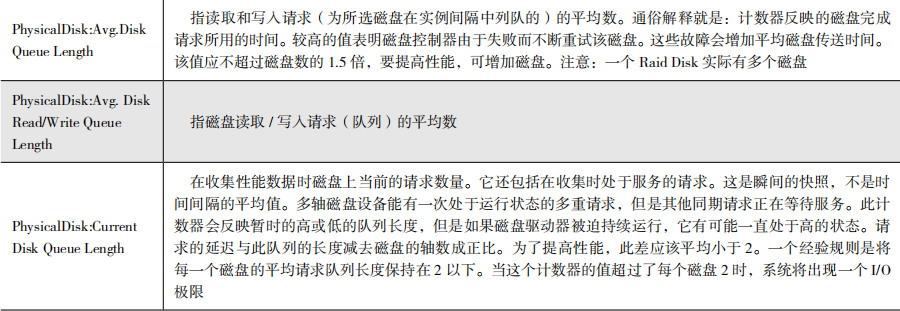 PhysicalDisk:Avg.Disk
Queue Length
指读取和写入请求（为所选磁盘在实例间隔中列队的）的平均数。通俗解释就是：计数器反映的磁盘完成
请求所用的时间。较高的值表明磁盘控制器由于失败而不断重试该磁盘。这些故障会增加平均磁盘传送时间。
该值应不超过磁盘数的 1.5 倍，要提高性能，可增加磁盘。注意：一个 Raid Disk 实际有多个磁盘
PhysicalDisk:Avg. Disk
Read/Write Queue
Length
指磁盘读取 / 写入请求（队列）的平均数
PhysicalDisk:Current
Disk Queue Length
在收集性能数据时磁盘上当前的请求数量。它还包括在收集时处于服务的请求。这是瞬间的快照，不是时
间间隔的平均值。多轴磁盘设备能有一次处于运行状态的多重请求，但是其他同期请求正在等待服务。此计
数器会反映暂时的高或低的队列长度，但是如果磁盘驱动器被迫持续运行，它有可能一直处于高的状态。请
求的延迟与此队列的长度减去磁盘的轴数成正比。为了提高性能，此差应该平均小于 2。一个经验规则是将
每一个磁盘的平均请求队列长度保持在 2 以下。当这个计数器的值超过了每个磁盘 2 时，系统将出现一个 I/O
极限